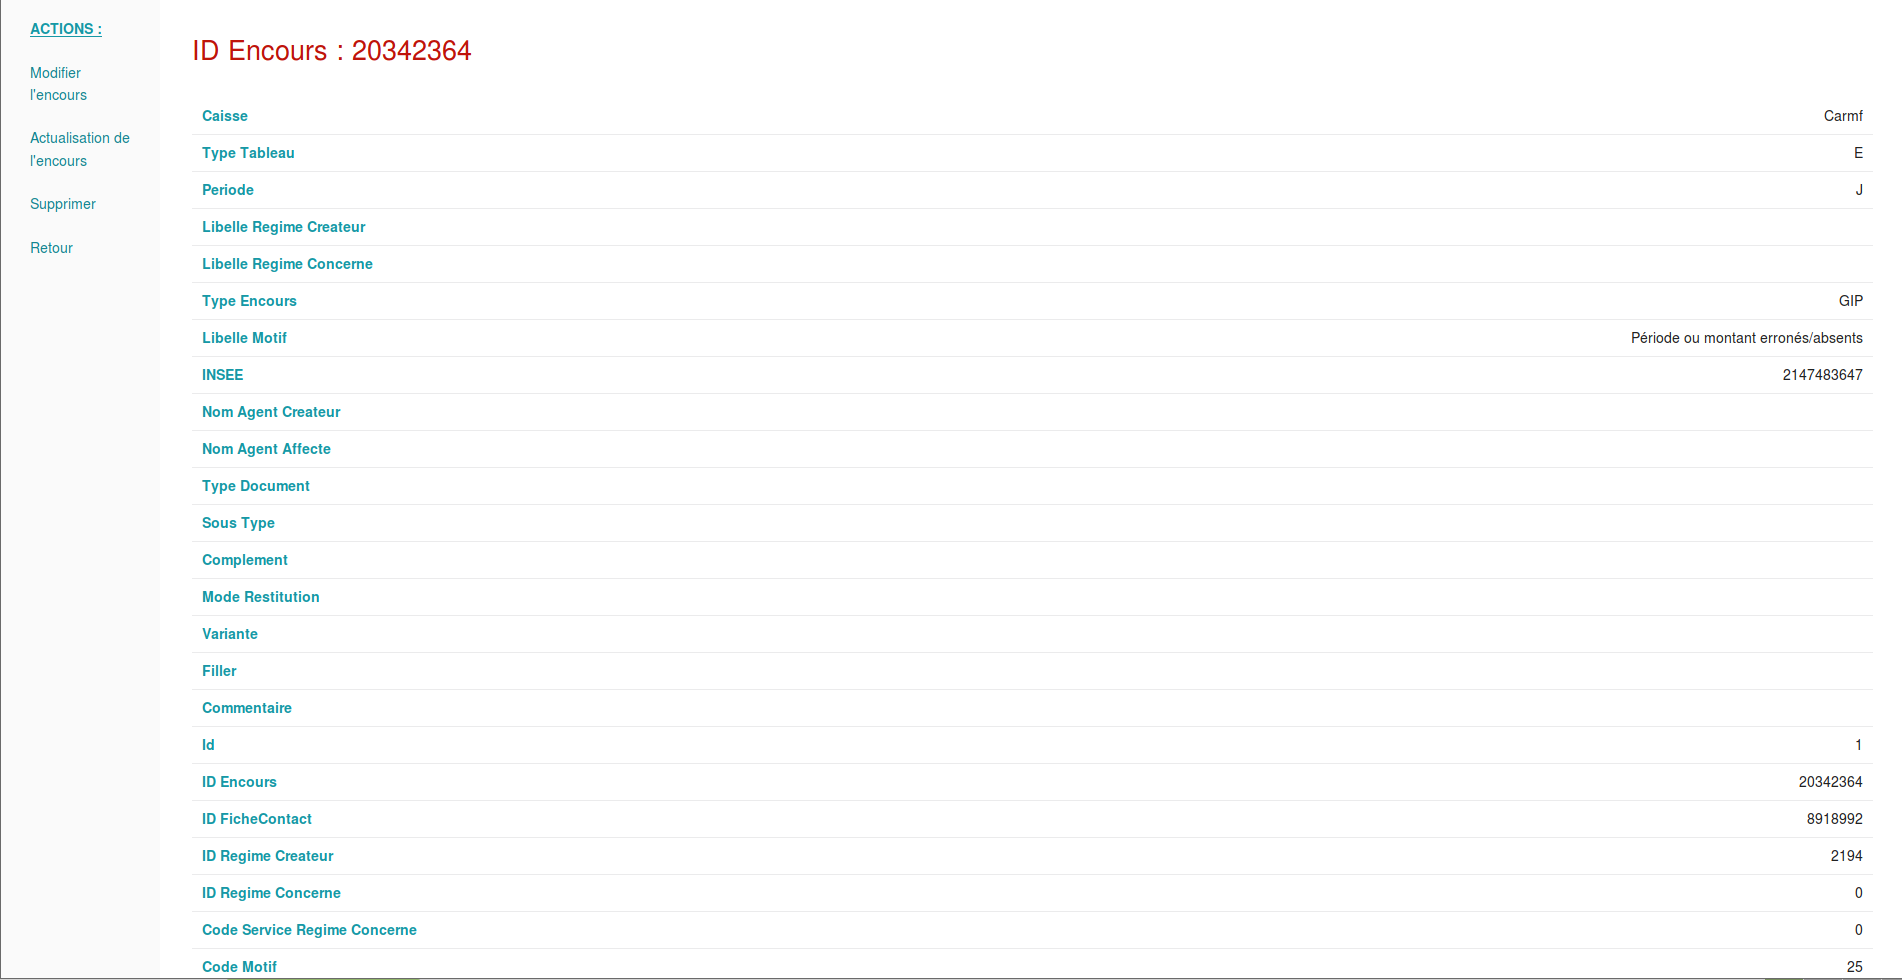 ACTIONS :
Modifier
l'encours
Actualisation de
l'encours
Supprimer
Retour
ID Encours : 20342364
Caisse Carmf
Type Tableau E
Periode J
Libelle Regime Createur
Libelle Regime Concerne
Type Encours GIP
Libelle Motif Période ou montant erronés/absents
INSEE 2147483647
Nom Agent Createur
Nom Agent Affecte
Type Document
Sous Type
Complement
Mode Restitution
Variante
Filler
Commentaire
Id 1
ID Encours 20342364
ID FicheContact 8918992
ID Regime Createur 2194
ID Regime Concerne 0
Code Service Regime Concerne 0
Code Motif 25